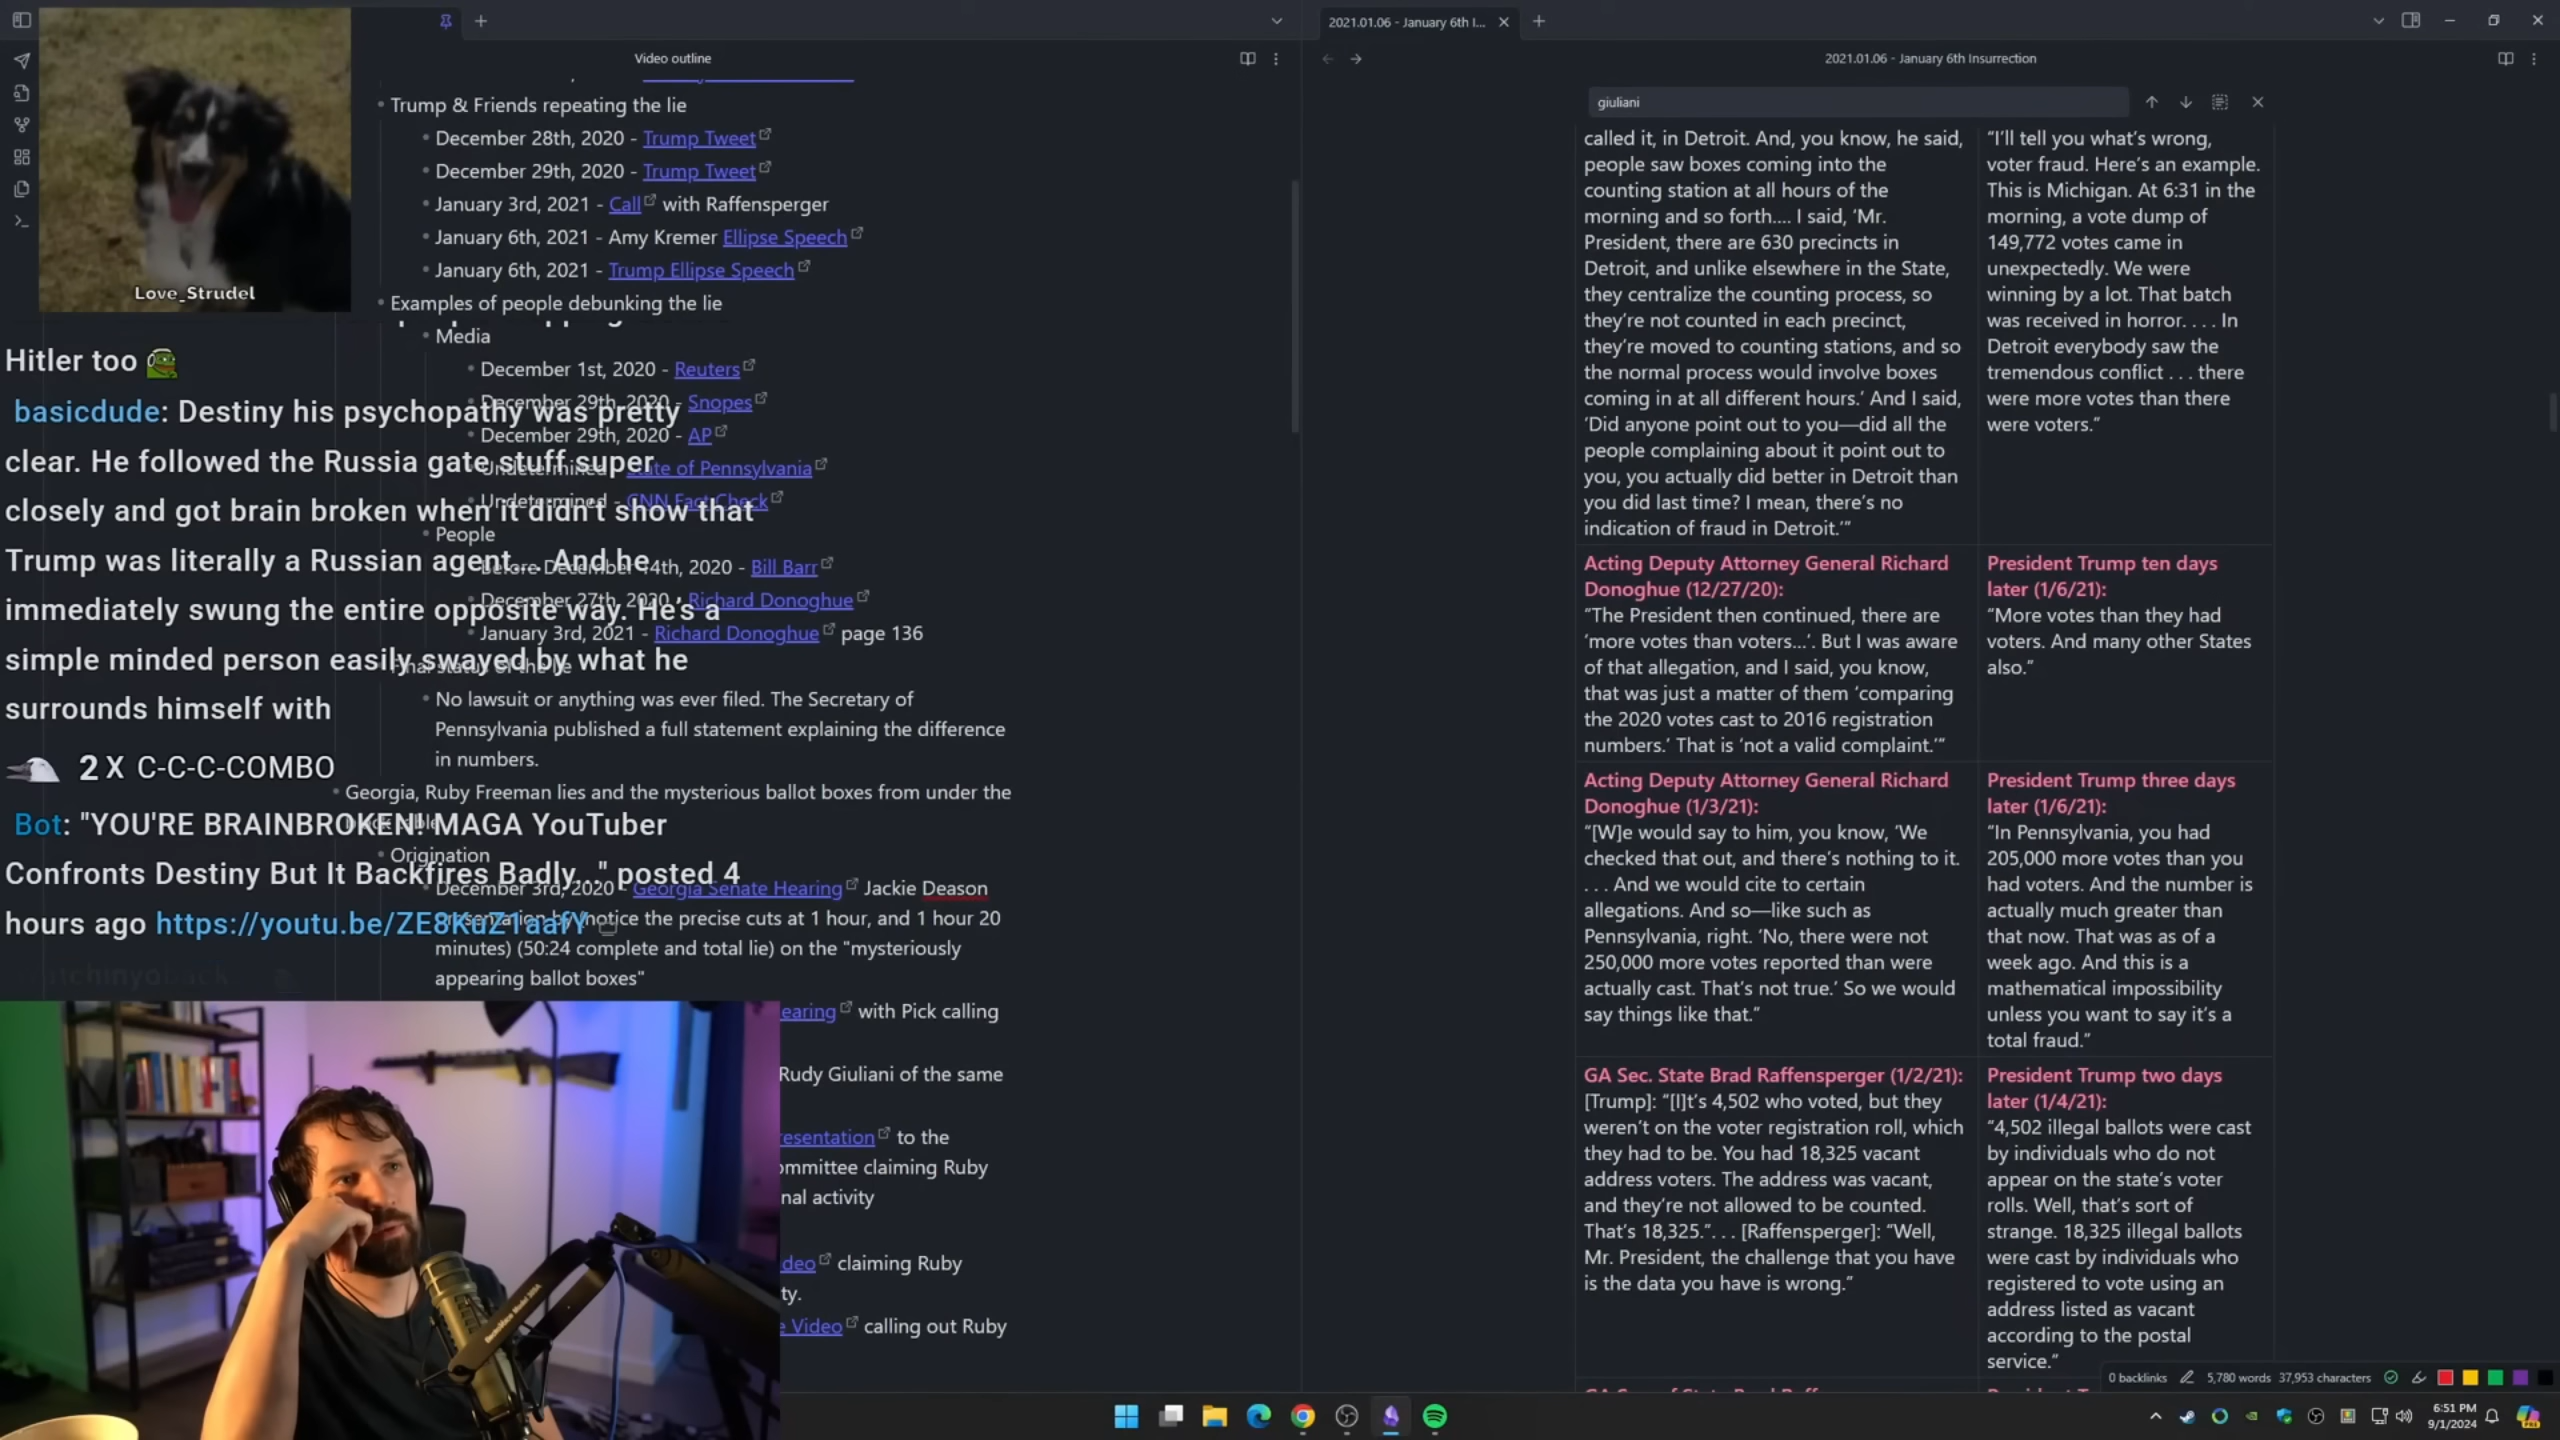 Video outline
Trump & Friends repeating the lie
December 28th, 2020 - Trump Tweet
December 29th, 2020 - Trump Tweet
January 3rd, 2021 - Call with Raffensperger
January 6th, 2021 - Amy Kremer Ellipse Speech
January 6th, 2021 - Trump Ellipse Speech
Examples of people debunking the lie
Media
December 1st, 2020 - Reuters
December 29th, 2020 - Snopes
December 29th, 2020 - AP
Undetermined - State of Pennsylvania
Undetermined - CNN Fact Check
People
Before December 14th, 2020 - Bill Barr
December 27th, 2020 - Richard Donoghue
January 3rd, 2021 - Richard Donoghue page 136
Final status of the lie
No lawsuit or anything was ever filed. The Secretary of
Pennsylvania published a full statement explaining the difference
in numbers.
Georgia, Ruby Freeman lies and the mysterious ballot boxes from under the
Origination
December 3rd, 2020 - Georgia Senate Hearing Jackie Deason
(notice the precise cuts at 1 hour, and 1 hour 20
minutes) (50:24 complete and total lie) on the "mysteriously
appearing ballot boxes"
earing with Pick calling
Rudy Giuliani of the same
resentation to the
ommittee claiming Ruby
nal activity
deo claiming Ruby
ty.
e Video calling out Ruby
Love_Strudel
Hitler too
basicdude: Destiny his psychopathy was pretty
clear. He followed the Russia gate stuff super
closely and got brain broken when it didn't show that
Trump was literally a Russian agent.... And he
immediately swung the entire opposite way. He's a
simple minded person easily swayed by what he
surrounds himself with
2 X C-C-C-COMBO
Bot: "YOU'RE BRAINBROKEN! MAGA YouTuber
Confronts Destiny But It Backfires Badly..." posted 4
hours ago https://youtu.be/ZE8KuZ1aafY
2021.01.06 - January 6th I...
2021.01.06 - January 6th Insurrection
giuliani
called it, in Detroit. And, you know, he said,
people saw boxes coming into the
counting station at all hours of the
morning and so forth.... I said, ‘Mr.
President, there are 630 precincts in
Detroit, and unlike elsewhere in the State,
they centralize the counting process, so
they’re not counted in each precinct,
they’re moved to counting stations, and so
the normal process would involve boxes
coming in at all different hours.’ And I said,
‘Did anyone point out to you—did all the
people complaining about it point out to
you, you actually did better in Detroit than
you did last time? I mean, there’s no
indication of fraud in Detroit.’”
“I’ll tell you what’s wrong,
voter fraud. Here’s an example.
This is Michigan. At 6:31 in the
morning, a vote dump of
149,772 votes came in
unexpectedly. We were
winning by a lot. That batch
was received in horror. . . . In
Detroit everybody saw the
tremendous conflict . . . there
were more votes than there
were voters.”
Acting Deputy Attorney General Richard
Donoghue (12/27/20):
“The President then continued, there are
‘more votes than voters...’. But I was aware
of that allegation, and I said, you know,
that was just a matter of them ‘comparing
the 2020 votes cast to 2016 registration
numbers.’ That is ‘not a valid complaint.’“
President Trump ten days
later (1/6/21):
“More votes than they had
voters. And many other States
also.”
Acting Deputy Attorney General Richard
Donoghue (1/3/21):
“[W]e would say to him, you know, ‘We
checked that out, and there’s nothing to it.
. . . And we would cite to certain
allegations. And so—like such as
Pennsylvania, right. ‘No, there were not
250,000 more votes reported than were
actually cast. That’s not true.’ So we would
say things like that.”
President Trump three days
later (1/6/21):
“In Pennsylvania, you had
205,000 more votes than you
had voters. And the number is
actually much greater than
that now. That was as of a
week ago. And this is a
mathematical impossibility
unless you want to say it’s a
total fraud.”
GA Sec. State Brad Raffensperger (1/2/21):
[Trump]: “[I]t’s 4,502 who voted, but they
weren’t on the voter registration roll, which
they had to be. You had 18,325 vacant
address voters. The address was vacant,
and they’re not allowed to be counted.
That’s 18,325.”. . . [Raffensperger]: “Well,
Mr. President, the challenge that you have
is the data you have is wrong.”
President Trump two days
later (1/4/21):
“4,502 illegal ballots were cast
by individuals who do not
appear on the state’s voter
rolls. Well, that’s sort of
strange. 18,325 illegal ballots
were cast by individuals who
registered to vote using an
address listed as vacant
according to the postal
service.”
0 backlinks 5,780 words 37,953 characters
6:51 PM
9/1/2024